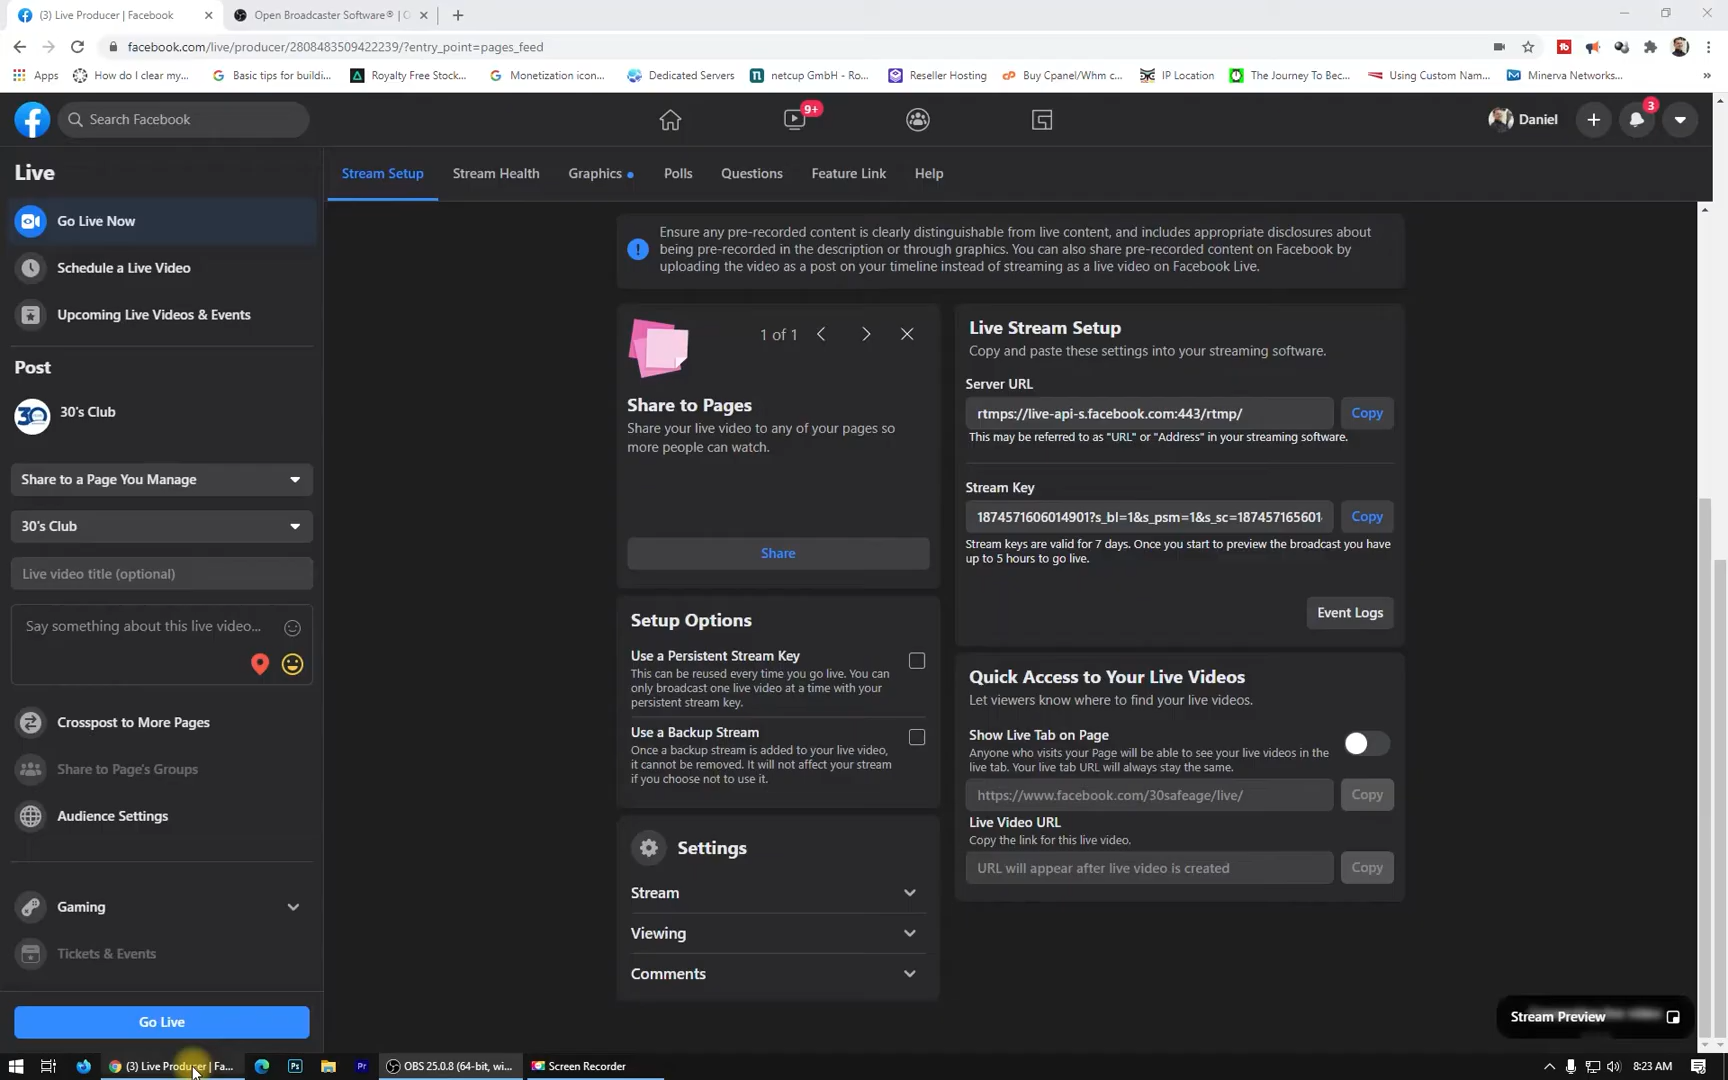 (3) Live Producer | Facebook
Open Broadcaster Software® | O
facebook.com/live/producer/2808483509422239/?entry_point=pages_feed
Apps
How do I clear my...
Basic tips for buildi...
Royalty Free Stock...
Monetization icon...
Dedicated Servers
netcup GmbH - Ro...
Reseller Hosting
Buy Cpanel/Whm c...
IP Location
The Journey To Bec...
Using Custom Nam...
Minerva Networks...
Search Facebook
9+
Daniel
3
Live
Go Live Now
Schedule a Live Video
Upcoming Live Videos & Events
Post
30's Club
Share to a Page You Manage
30's Club
Live video title (optional)
Say something about this live video...
Crosspost to More Pages
Share to Page's Groups
Audience Settings
Gaming
Tickets & Events
Go Live
Stream Setup
Stream Health
Graphics
Polls
Questions
Feature Link
Help
Ensure any pre-recorded content is clearly distinguishable from live content, and includes appropriate disclosures about
being pre-recorded in the description or through graphics. You can also share pre-recorded content on Facebook by
uploading the video as a post on your timeline instead of streaming as a live video on Facebook Live.
1 of 1
Share to Pages
Share your live video to any of your pages so
more people can watch.
Share
Setup Options
Use a Persistent Stream Key
This can be reused every time you go live. You can
only broadcast one live video at a time with your
persistent stream key.
Use a Backup Stream
Once a backup stream is added to your live video,
it cannot be removed. It will not affect your stream
if you choose not to use it.
Settings
Stream
Viewing
Comments
Live Stream Setup
Copy and paste these settings into your streaming software.
Server URL
rtmps://live-api-s.facebook.com:443/rtmp/
Copy
This may be referred to as "URL" or "Address" in your streaming software.
Stream Key
1874571606014901?s_bl=1&s_psm=1&s_sc=187457165601
Copy
Stream keys are valid for 7 days. Once you start to preview the broadcast you have
up to 5 hours to go live.
Event Logs
Quick Access to Your Live Videos
Let viewers know where to find your live videos.
Show Live Tab on Page
Anyone who visits your Page will be able to see your live videos in the
live tab. Your live tab URL will always stay the same.
https://www.facebook.com/30safeage/live/
Copy
Live Video URL
Copy the link for this live video.
URL will appear after live video is created
Copy
Stream Preview
(3) Live Producer | Fa...
Ps
Pr
OBS 25.0.8 (64-bit, wi...
Screen Recorder
8:23 AM